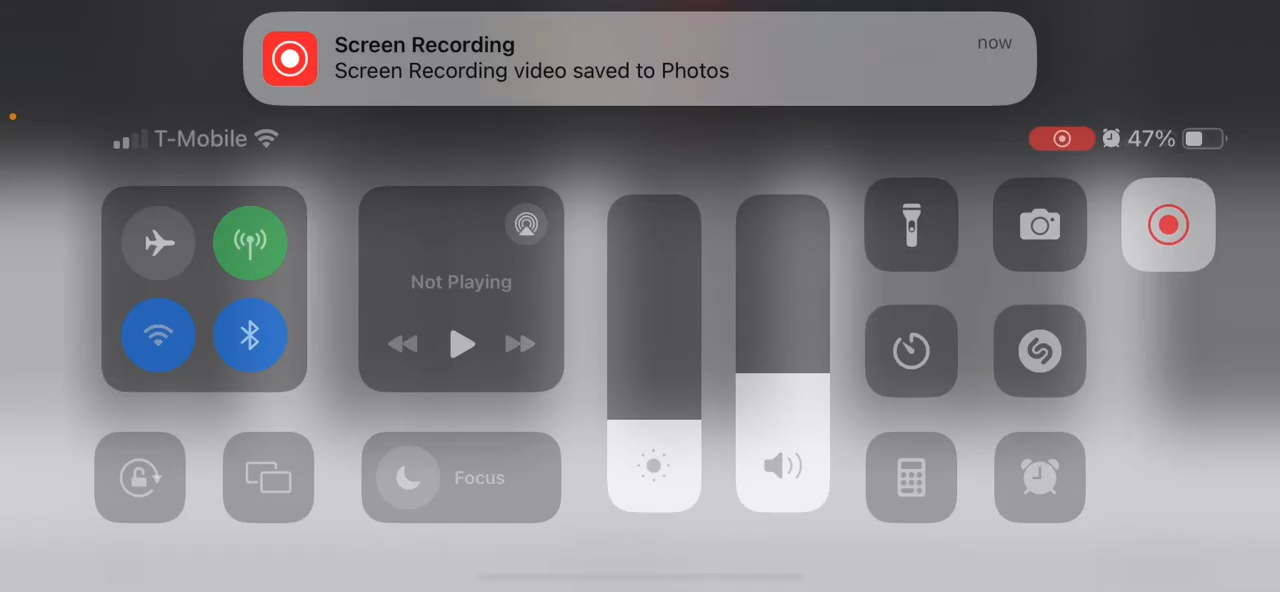 Screen Recording
now
Screen Recording video saved to Photos
T-Mobile
47%
Not Playing
Focus